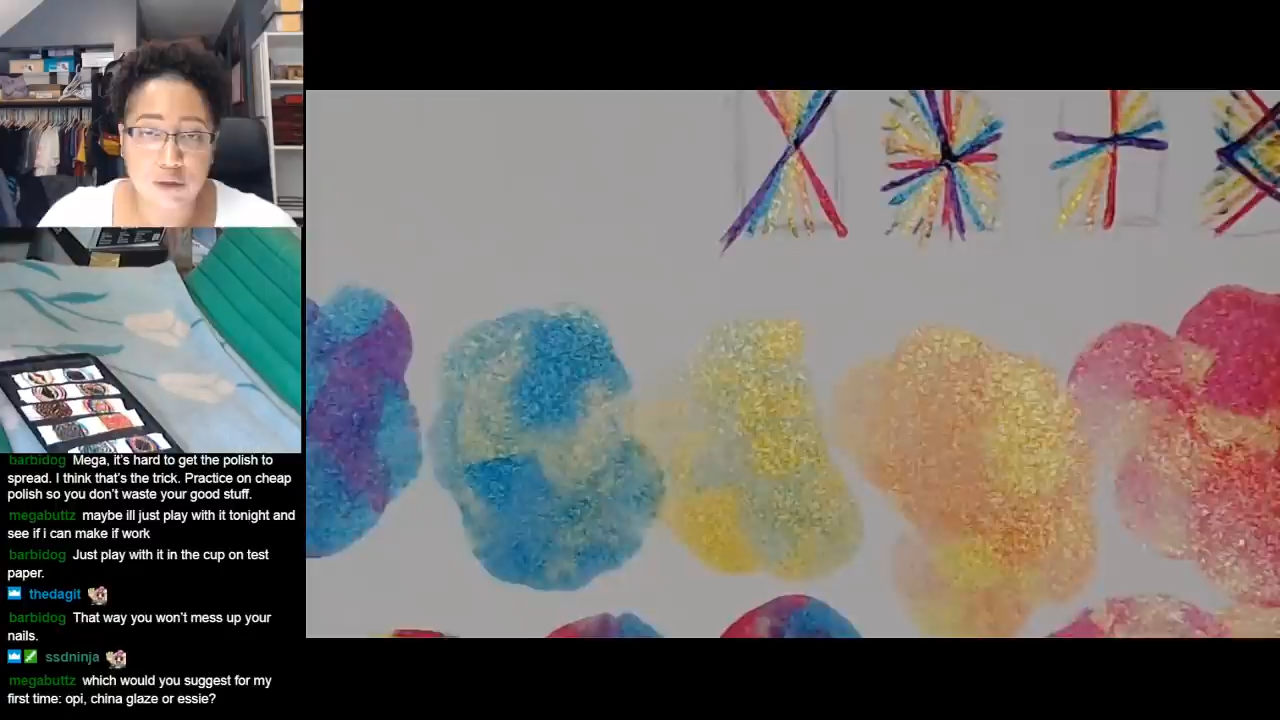 barbidog Mega, it's hard to get the polish to
spread. I think that's the trick. Practice on cheap
polish so you don't waste your good stuff.
megabuttz maybe ill just play with it tonight and
see if i can make if work
barbidog Just play with it in the cup on test
paper.
thedagit
barbidog That way you won't mess up your
nails.
ssdninja
megabuttz which would you suggest for my
first time: opi, china glaze or essie?